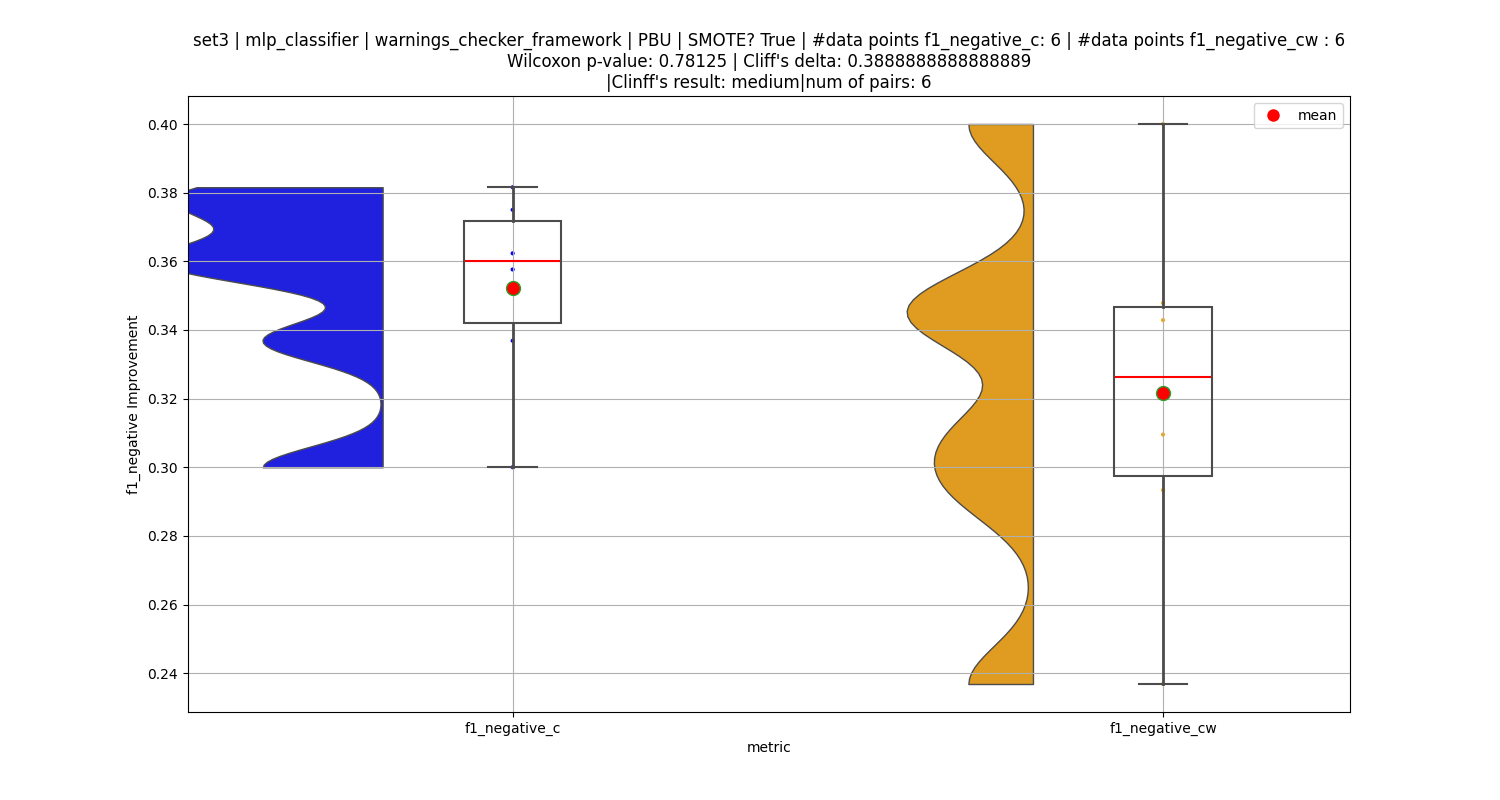 set3 | mlp_classifier | warnings_checker_framework | PBU | SMOTE? True | #data points f1_negative_c: 6 | #data points f1_negative_cw : 6
Wilcoxon p-value: 0.78125 | Cliff's delta: 0.3888888888888889
|Clinff's result: medium|num of pairs: 6
mean
0.40
0.38
0.36
0.34
0.32
0.30
0.28
0.26
0.24
f1_negative Improvement
f1_negative_c
f1_negative_cw
metric